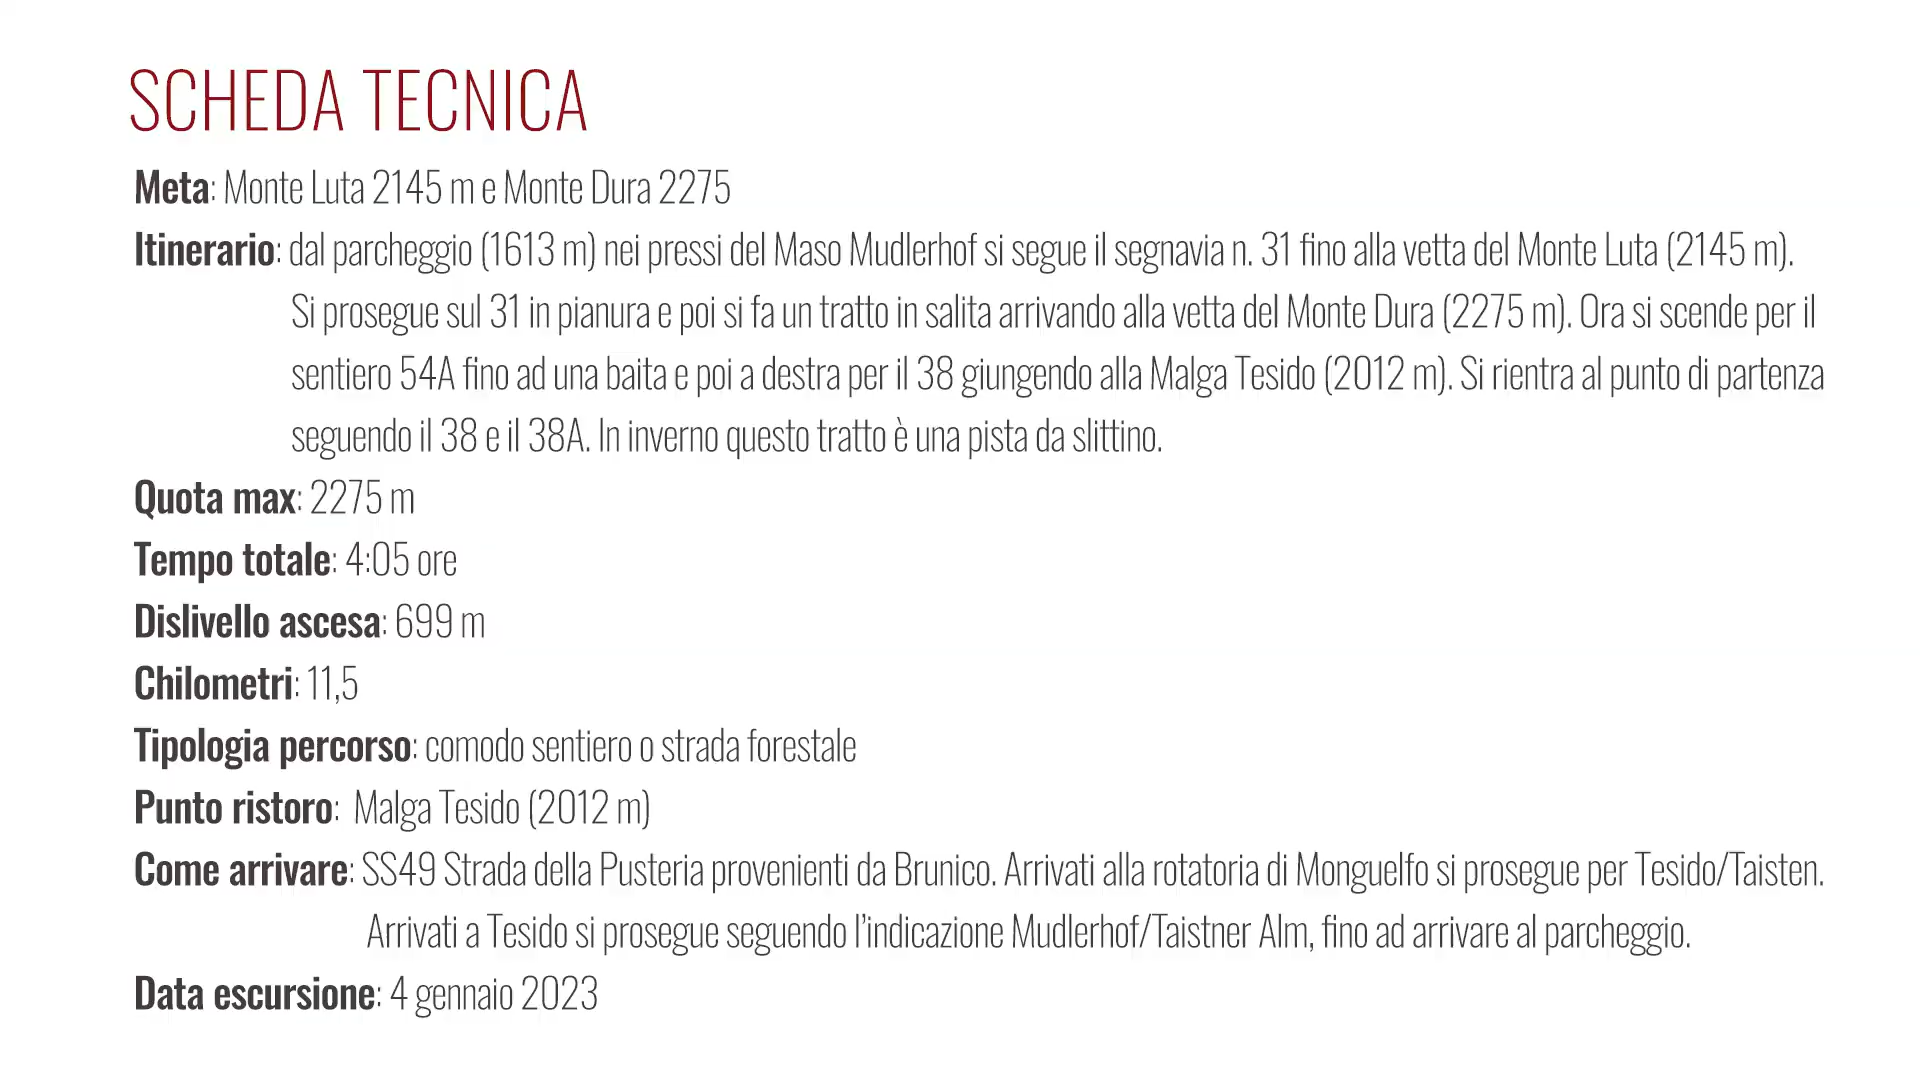 SCHEDA TECNICA
Meta: Monte Luta 2145 m e Monte Dura 2275
Itinerario: dal parcheggio (1613 m) nei pressi del Maso Mudlerhof si segue il segnavia n. 31 fino alla vetta del Monte Luta (2145 m).
Si prosegue sul 31 in pianura e poi si fa un tratto in salita arrivando alla vetta del Monte Dura (2275 m). Ora si scende per il
sentiero 54A fino ad una baita e poi a destra per il 38 giungendo alla Malga Tesido (2012 m). Si rientra al punto di partenza
seguendo il 38 e il 38A. In inverno questo tratto è una pista da slittino.
Quota max: 2275 m
Tempo totale: 4:05 ore
Dislivello ascesa: 699 m
Chilometri: 11,5
Tipologia percorso: comodo sentiero o strada forestale
Punto ristoro: Malga Tesido (2012 m)
Come arrivare: SS49 Strada della Pusteria provenienti da Brunico. Arrivati alla rotatoria di Monguelfo si prosegue per Tesido/Taisten.
Arrivati a Tesido si prosegue seguendo l'indicazione Mudlerhof/Taistner Alm, fino ad arrivare al parcheggio.
Data escursione: 4 gennaio 2023